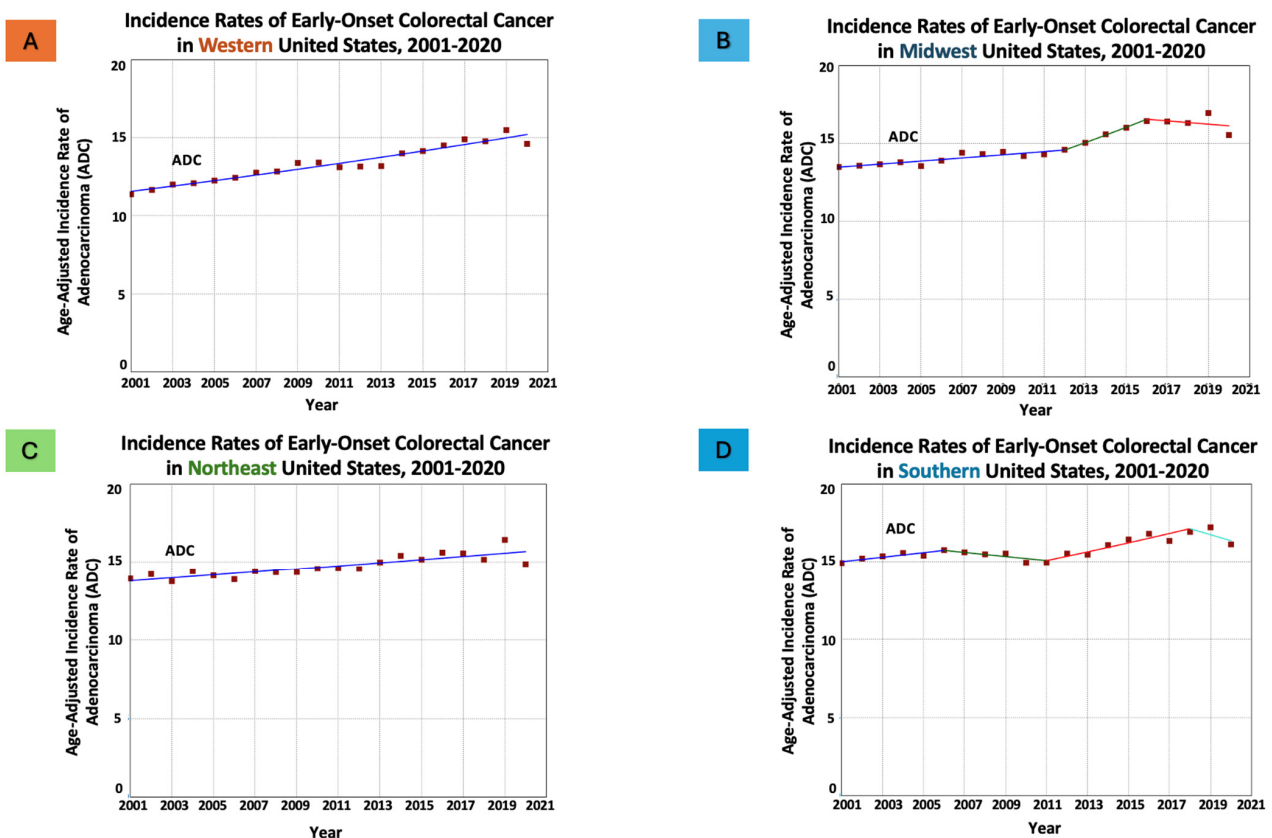 A
Incidence Rates of Early-Onset Colorectal Cancer
in Western United States, 2001-2020
Age-Adjusted Incidence Rate of
Adenocarcinoma (ADC)
20
15
10
5
0
ADC
2001 2003 2005 2007 2009 2011 2013 2015 2017 2019 2021
Year
B
Incidence Rates of Early-Onset Colorectal Cancer
in Midwest United States, 2001-2020
Age-Adjusted Incidence Rate of
Adenocarcinoma (ADC)
20
15
10
5
0
ADC
2001 2003 2005 2007 2009 2011 2013 2015 2017 2019 2021
Year
C
Incidence Rates of Early-Onset Colorectal Cancer
in Northeast United States, 2001-2020
Age-Adjusted Incidence Rate of
Adenocarcinoma (ADC)
20
15
10
5
0
ADC
2001 2003 2005 2007 2009 2011 2013 2015 2017 2019 2021
Year
D
Incidence Rates of Early-Onset Colorectal Cancer
in Southern United States, 2001-2020
Age-Adjusted Incidence Rate of
Adenocarcinoma (ADC)
20
15
10
5
0
ADC
2001 2003 2005 2007 2009 2011 2013 2015 2017 2019 2021
Year